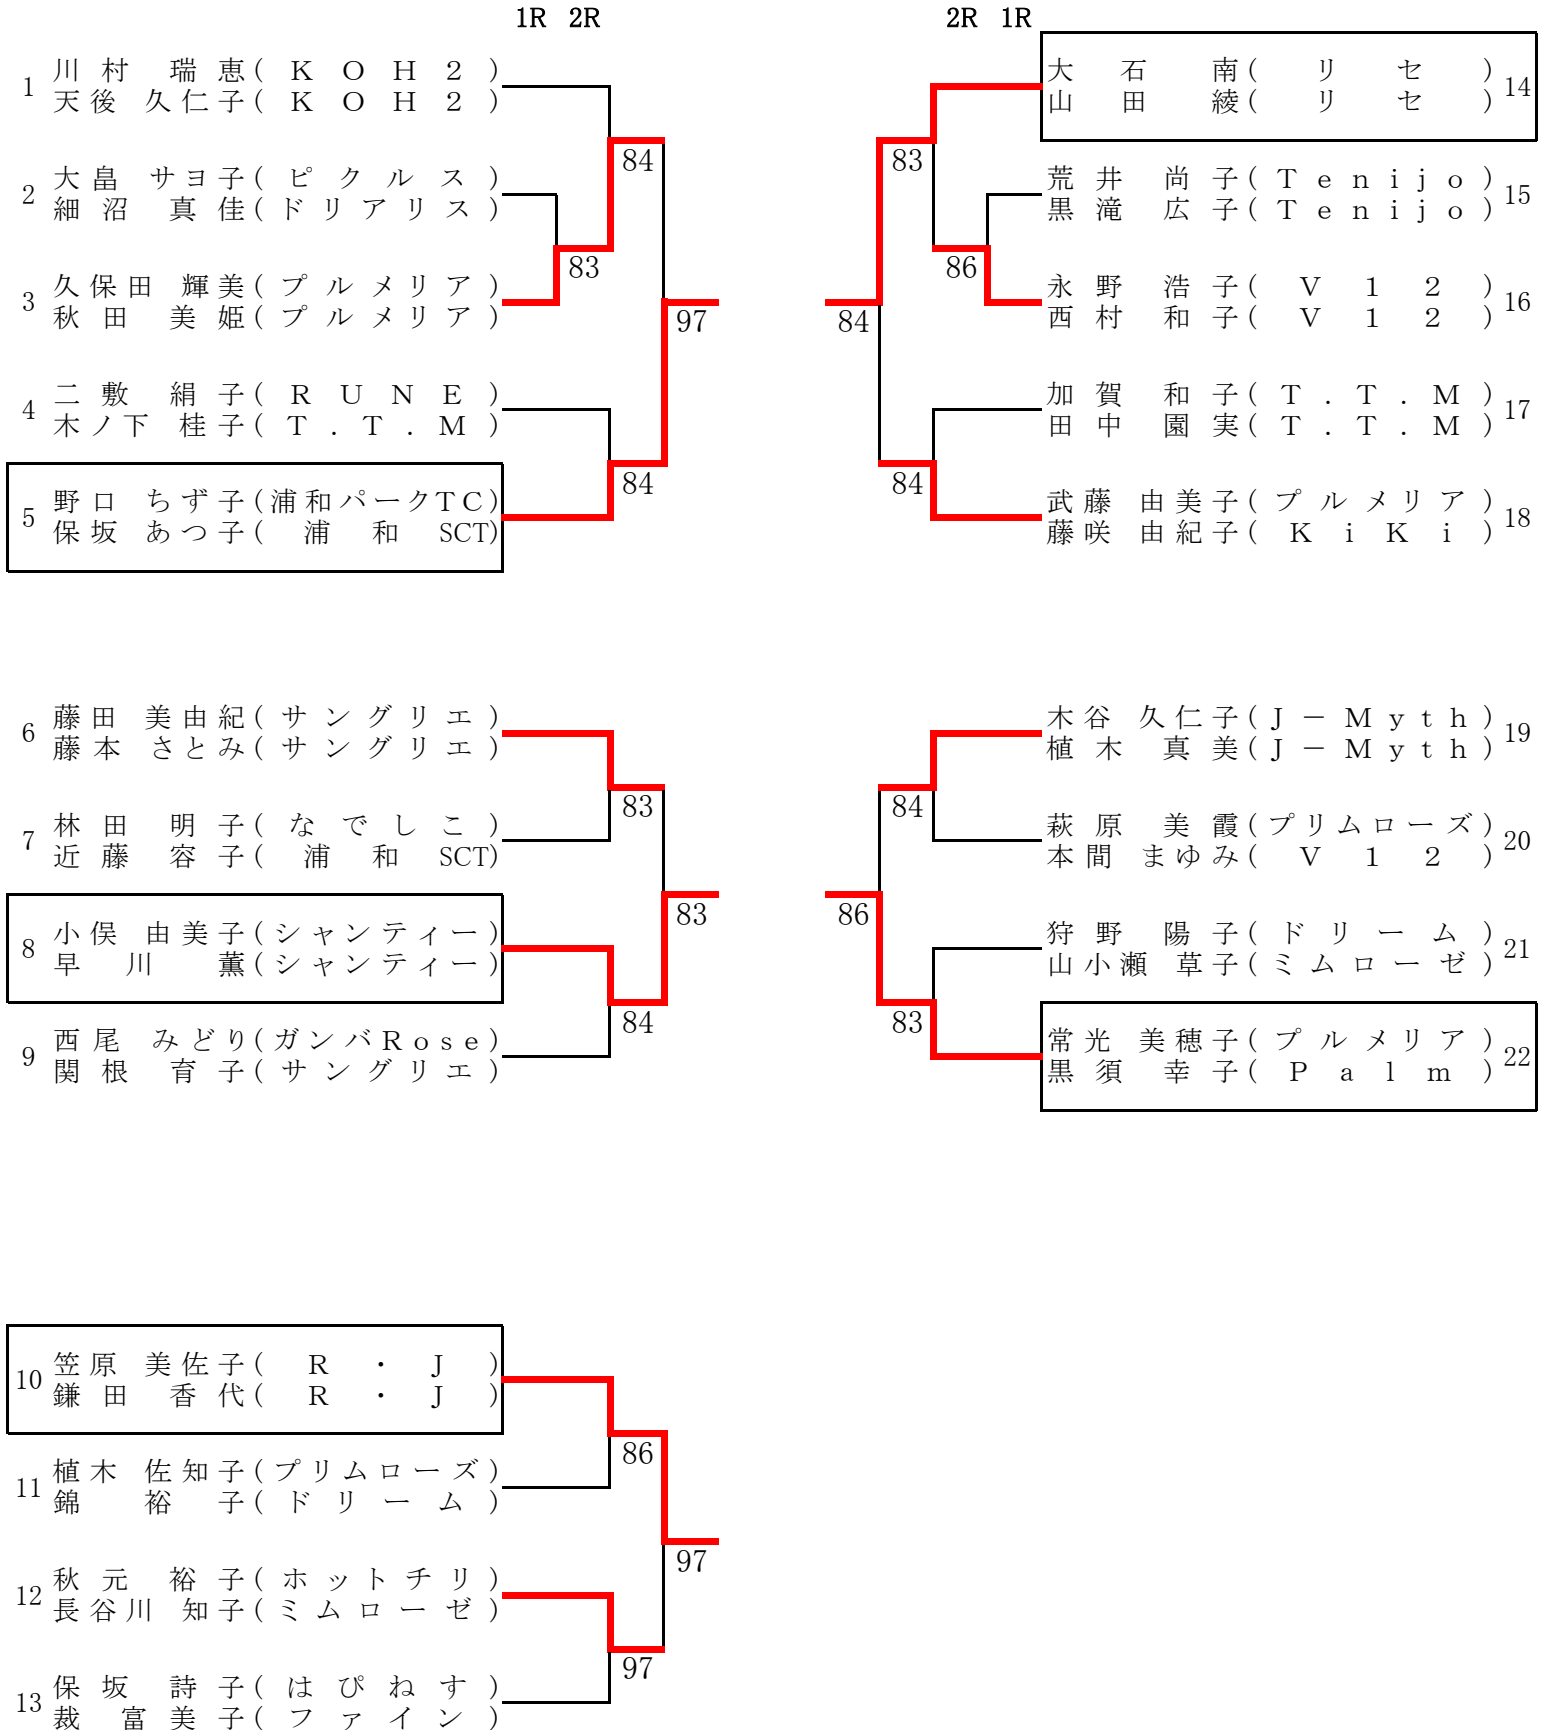 1R 2R
1 川村 瑞恵(KOH2)
天後 久仁子(KOH2)
2 大畠 サヨ子(ピクルス)
細沼 真佳(ドリアリス)
83
84
3 久保田 輝美(プルメリア)
秋田 美姫(プルメリア)
97
4 二敷 絹子(RUNE)
木ノ下 桂子(T.T.M)
84
5 野口 ちず子(浦和パークTC)
保坂 あつ子(浦和SCT)
6 藤田 美由紀(サングリエ)
藤本 さとみ(サングリエ)
83
7 林田 明子(なでしこ)
近藤 容子(浦和SCT)
83
8 小俣 由美子(シャンティー)
早川 薫(シャンティー)
84
9 西尾 みどり(ガンバRose)
関根 育子(サングリエ)
10 笠原 美佐子(R・J)
鎌田 香代(R・J)
86
11 植木 佐知子(プリムローズ)
錦 裕子(ドリーム)
97
12 秋元 裕子(ホットチリ)
長谷川 知子(ミムローゼ)
97
13 保坂 詩子(はぴねす)
裁 富美子(ファイン)
2R 1R
大石 南(リセ) 14
山田 綾(リセ)
83
荒井 尚子(Tenijo) 15
黒滝 広子(Tenijo)
86
永野 浩子(V12) 16
西村 和子(V12)
84
加賀 和子(T.T.M) 17
田中 園実(T.T.M)
84
武藤 由美子(プルメリア) 18
藤咲 由紀子(KiKi)
木谷 久仁子(J-Myth) 19
植木 真美(J-Myth)
84
萩原 美霞(プリムローズ) 20
本間 まゆみ(V12)
86
狩野 陽子(ドリーム) 21
山小瀬 草子(ミムローゼ)
83
常光 美穂子(プルメリア) 22
黒須 幸子(Palm)